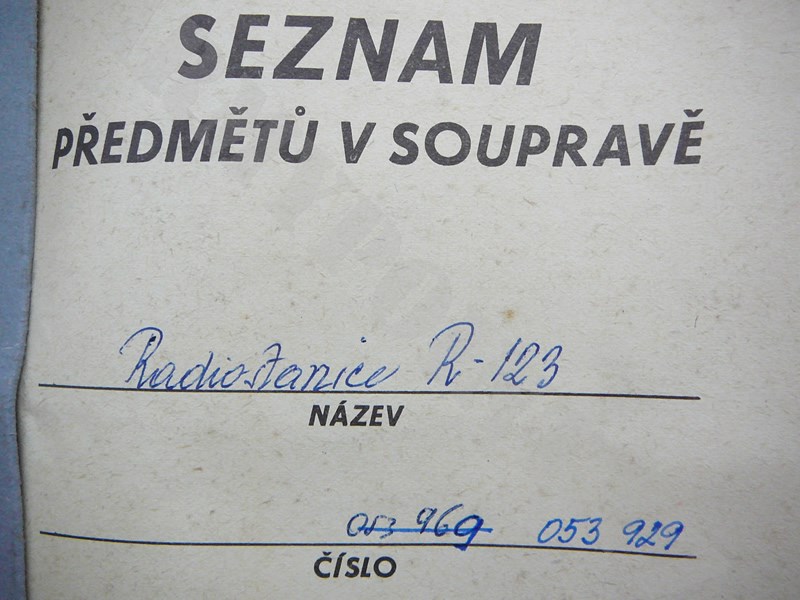 SEZNAM
PŘEDMĚTŮ V SOUPRAVĚ
Radiostanice R-123
NÁZEV
053 969 053 929
ČÍSLO